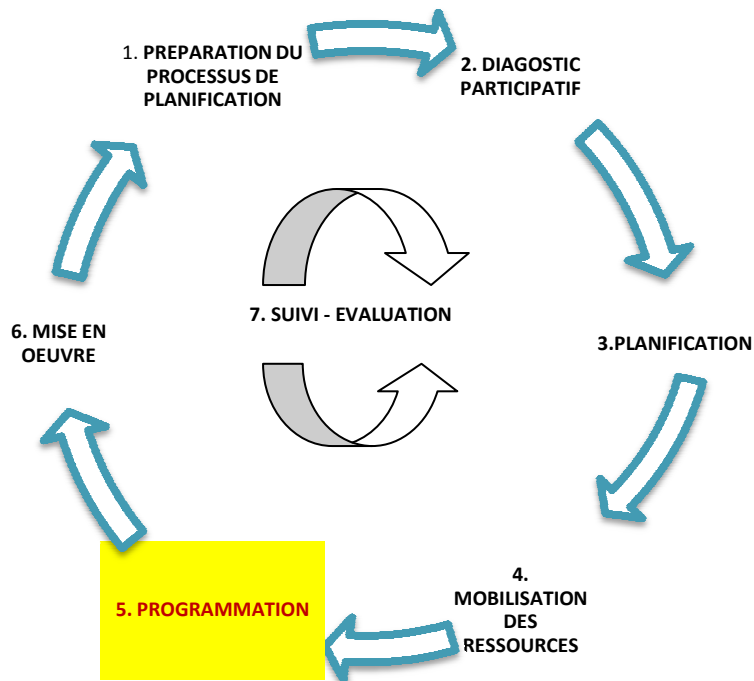 1. PREPARATION DU
PROCESSUS DE
PLANIFICATION
2. DIAGOSTIC
PARTICIPATIF
3.PLANIFICATION
4.
MOBILISATION
DES
RESSOURCES
5. PROGRAMMATION
6. MISE EN
OEUVRE
7. SUIVI - EVALUATION